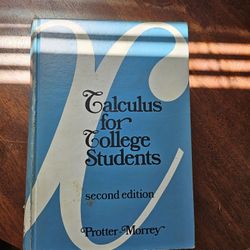 Calculus
for
College
Students
second edition
Protter-Morrey